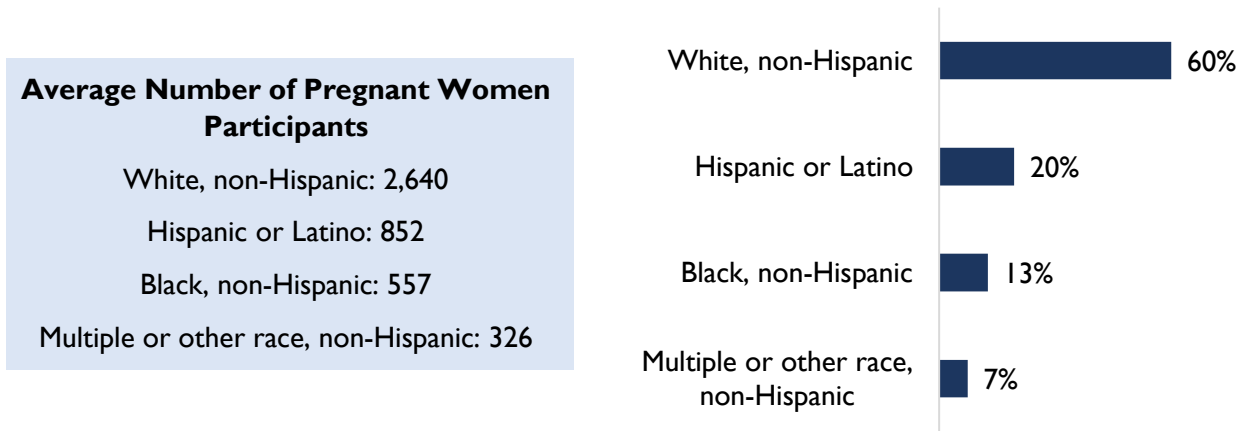 Average Number of Pregnant Women
Participants
White, non-Hispanic: 2,640
Hispanic or Latino: 852
Black, non-Hispanic: 557
Multiple or other race, non-Hispanic: 326
White, non-Hispanic 60%
Hispanic or Latino 20%
Black, non-Hispanic 13%
Multiple or other race,
non-Hispanic 7%